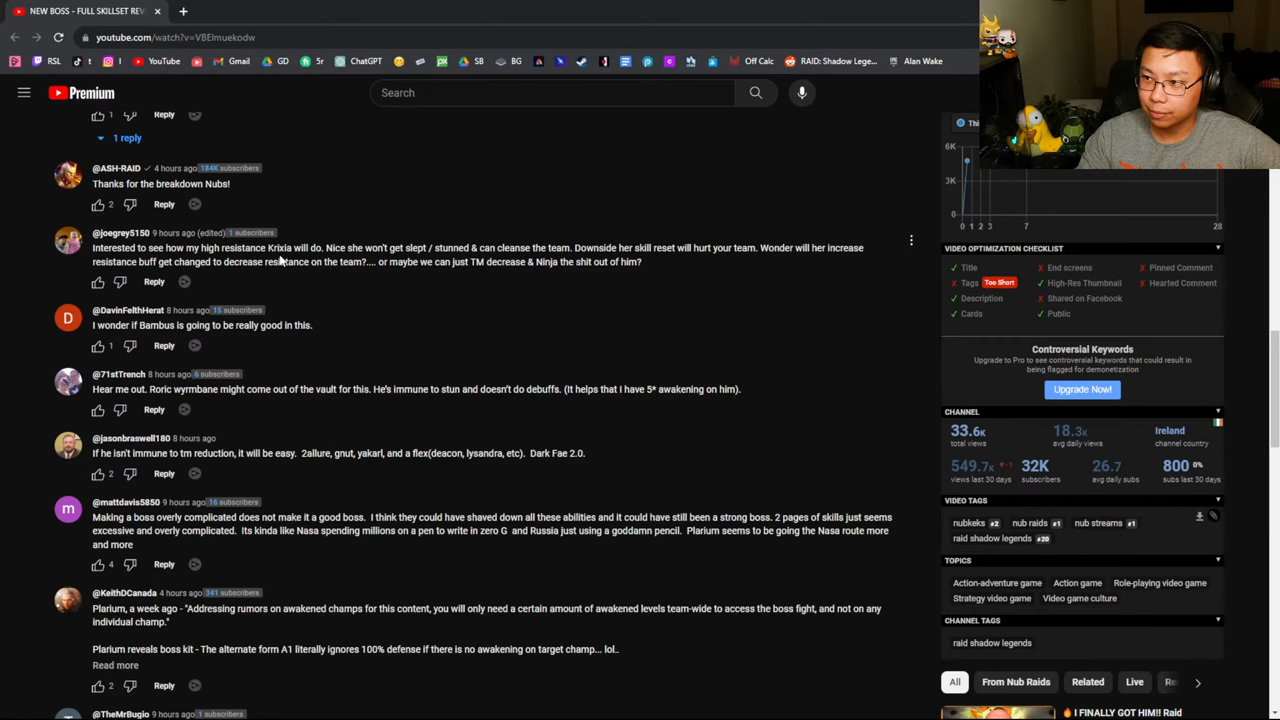 NEW BOSS - FULL SKILLSET REV
youtube.com/watch?v=VBEImuekodw
RSL
t
I
YouTube
Gmail
G
5r
ChatGPT
SB
BG
Off Calc
RAID: Shadow Lege...
Alan Wake
Premium
Search
1
Reply
1 reply
@ASH-RAID 4 hours ago 184K subscribers
Thanks for the breakdown Nubs!
2 Reply
@joegrey5150 9 hours ago (edited) 1 subscribers
Interested to see how my high resistance Krixia will do. Nice she won't get slept / stunned & can cleanse the team. Downside her skill reset will hurt your team. Wonder will her increase
resistance buff get changed to decrease resistance on the team?.... or maybe we can just TM decrease & Ninja the shit out of him?
Reply
@DavinFelthHerat 8 hours ago 15 subscribers
I wonder if Bambus is going to be really good in this.
1 Reply
@71stTrench 8 hours ago 6 subscribers
Hear me out. Roric wyrmbane might come out of the vault for this. He's immune to stun and doesn't do debuffs. (It helps that I have 5* awakening on him).
Reply
@jasonbraswell180 8 hours ago
If he isn't immune to tm reduction, it will be easy. 2allure, gnut, yakarl, and a flex(deacon, lysandra, etc). Dark Fae 2.0.
2 Reply
@mattdavis5850 9 hours ago 16 subscribers
Making a boss overly complicated does not make it a good boss. I think they could have shaved down all these abilities and it could have still been a strong boss. 2 pages of skills just seems
excessive and overly complicated. Its kinda like Nasa spending millions on a pen to write in zero G and Russia just using a goddamn pencil. Plarium seems to be going the Nasa route more
and more
4 Reply
@KeithDCanada 4 hours ago 341 subscribers
Plarium, a week ago - "Addressing rumors on awakened champs for this content, you will only need a certain amount of awakened levels team-wide to access the boss fight, and not on any
individual champ."
Plarium reveals boss kit - The alternate form A1 literally ignores 100% defense if there is no awakening on target champ... lol..
Read more
2 Reply
@TheMrBugio 9 hours ago 1 subscribers
Thi
6K
3K
0
0 1 2 3 7 28
VIDEO OPTIMIZATION CHECKLIST
Title End screens Pinned Comment
Tags Too Short High-Res Thumbnail Hearted Comment
Description Shared on Facebook
Cards Public
Controversial Keywords
Upgrade to Pro to see controversial keywords that could result in
being flagged for demonetization
Upgrade Now!
CHANNEL
33.6K 18.3K Ireland
total views avg daily views channel country
549.7K -1 32K 26.7 800 0%
views last 30 days subscribers avg daily subs subs last 30 days
VIDEO TAGS
nubkeks #2 nub raids #1 nub streams #1
raid shadow legends #20
TOPICS
Action-adventure game Action game Role-playing video game
Strategy video game Video game culture
CHANNEL TAGS
raid shadow legends
All From Nub Raids Related Live Re
I FINALLY GOT HIM!! Raid